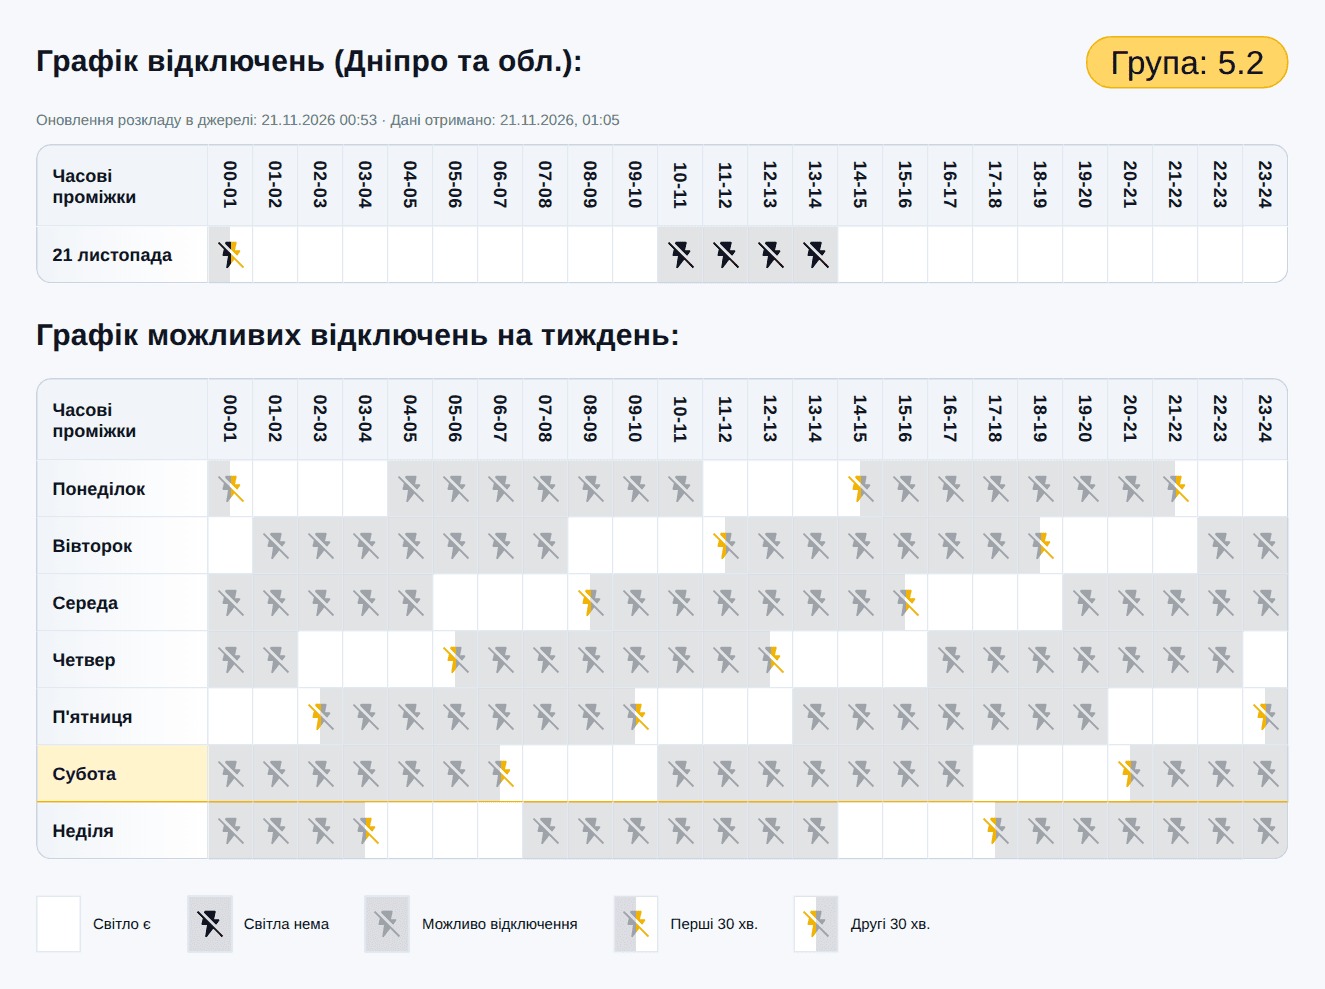 Графік відключень (Дніпро та обл.):
Група: 5.2
Оновлення розкладу в джерелі: 21.11.2026 00:53 · Дані отримано: 21.11.2026, 01:05
Часові проміжки 00-01 01-02 02-03 03-04 04-05 05-06 06-07 07-08 08-09 09-10 10-11 11-12 12-13 13-14 14-15 15-16 16-17 17-18 18-19 19-20 20-21 21-22 22-23 23-24
21 листопада
Графік можливих відключень на тиждень:
Часові проміжки 00-01 01-02 02-03 03-04 04-05 05-06 06-07 07-08 08-09 09-10 10-11 11-12 12-13 13-14 14-15 15-16 16-17 17-18 18-19 19-20 20-21 21-22 22-23 23-24
Понеділок
Вівторок
Середа
Четвер
П'ятниця
Субота
Неділя
Світло є Світла нема Можливо відключення Перші 30 хв. Другі 30 хв.